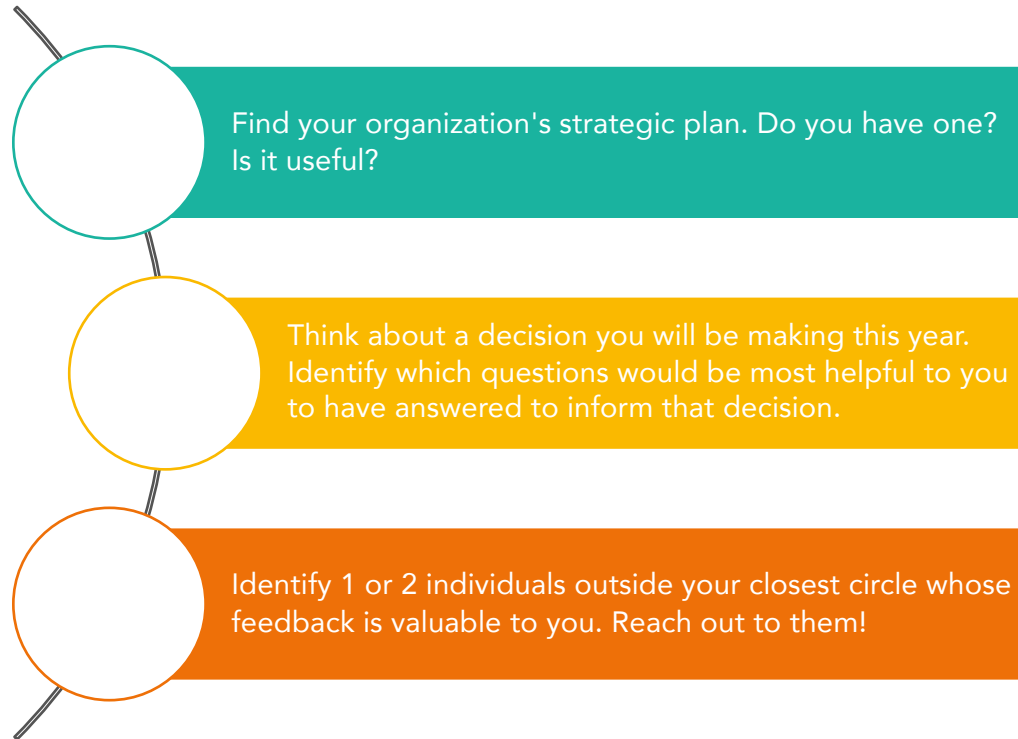 Find your organization's strategic plan. Do you have one?
Is it useful?
Think about a decision you will be making this year.
Identify which questions would be most helpful to you
to have answered to inform that decision.
Identify 1 or 2 individuals outside your closest circle whose
feedback is valuable to you. Reach out to them!